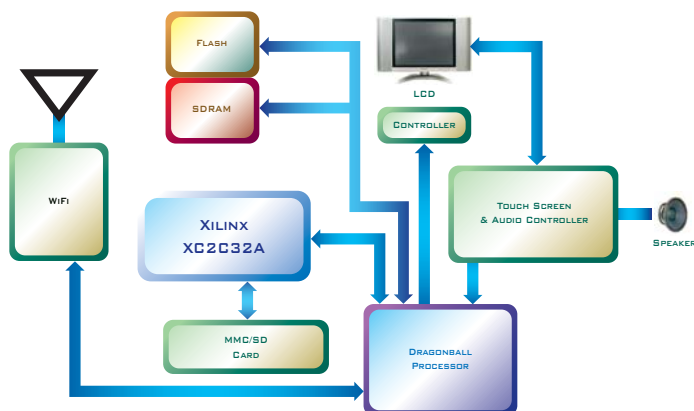 FLASH
SDRAM
LCD
CONTROLLER
WIFI
TOUCH SCREEN
& AUDIO CONTROLLER
SPEAKER
XILINX
XC2C32A
MMC/SD
CARD
DRAGONBALL
PROCESSOR